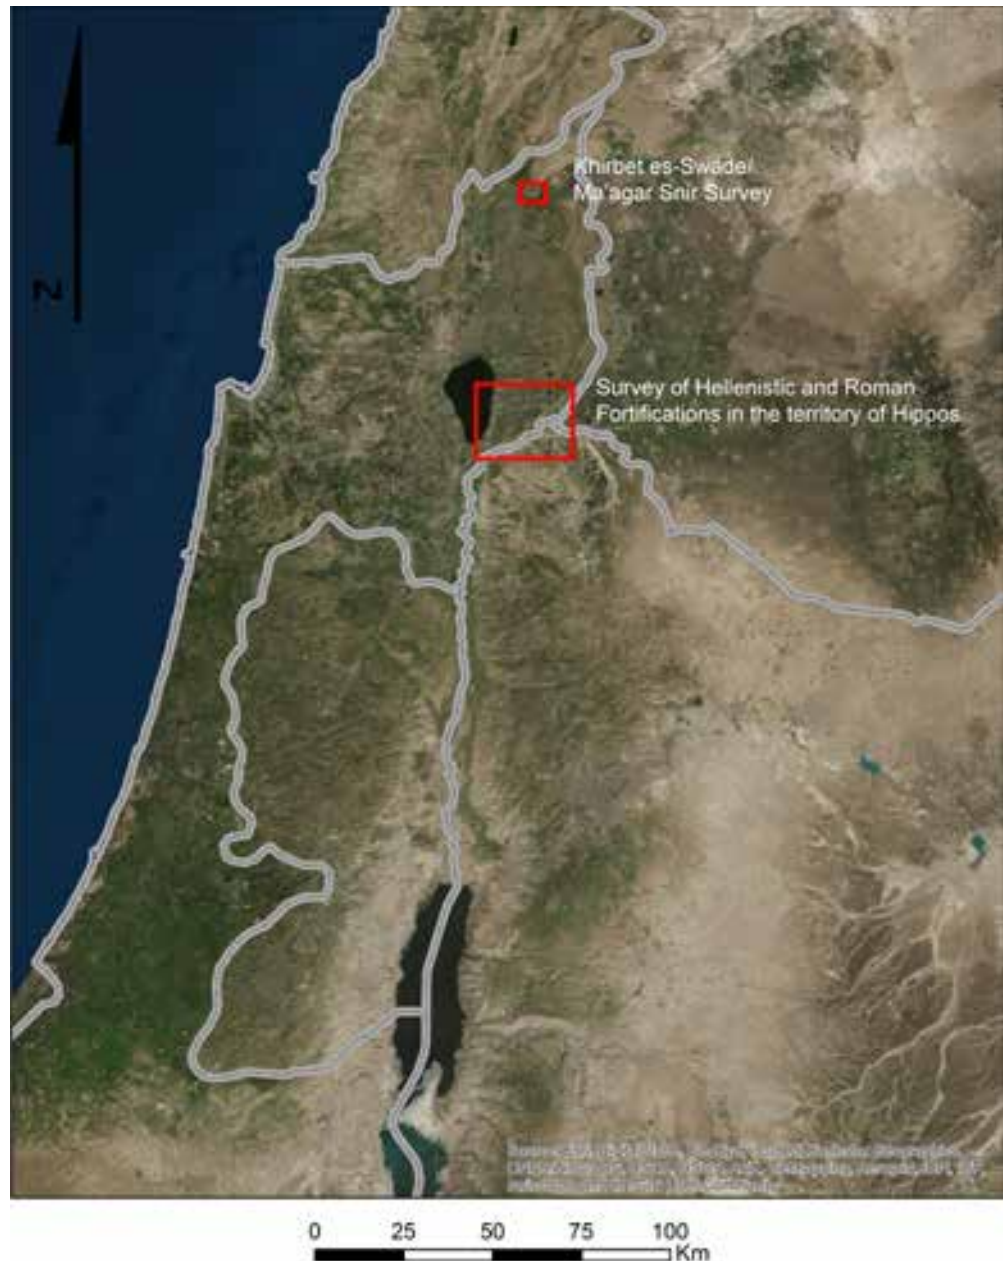 Khirbet es-Swadei
Ma'agar Snir Survey
N
Survey of Hellenistic and Roman
Fortifications in the territory of Hippos
0 25 50 75 100
Km